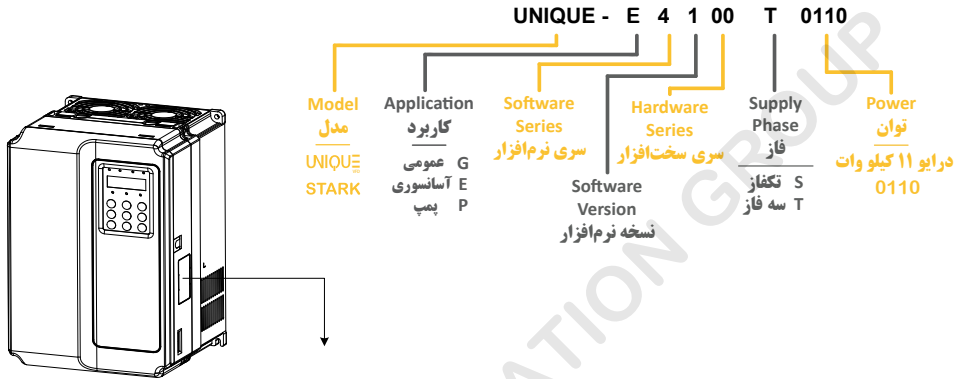 UNIQUE - E 4 1 00 T 0110
Model
مدل
UNIQUE
STARK
Application
کاربرد
G عمومی
E آسانسوری
P پمپ
Software
Series
سری نرم‌افزار
Software
Version
نسخه نرم‌افزار
Hardware
Series
سری سخت‌افزار
Supply
Phase
فاز
S تکفاز
T سه فاز
Power
توان
درایو ۱۱ کیلو وات
0110
ATION GROUP